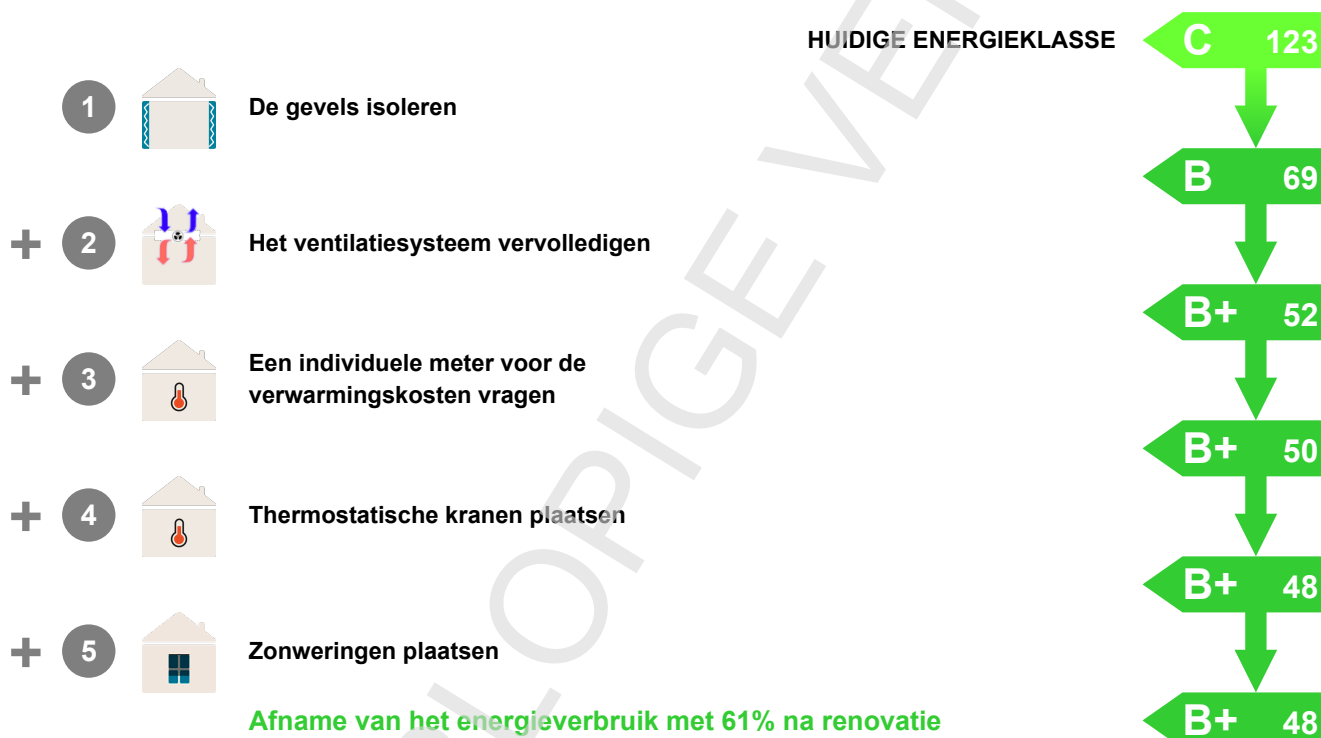 HUIDIGE ENERGIEKLASSE C 123
1 De gevels isoleren
B 69
+ 2 Het ventilatiesysteem vervolledigen
B+ 52
+ 3 Een individuele meter voor de
verwarmingskosten vragen
B+ 50
+ 4 Thermostatische kranen plaatsen
B+ 48
+ 5 Zonweringen plaatsen
Afname van het energieverbruik met 61% na renovatie B+ 48